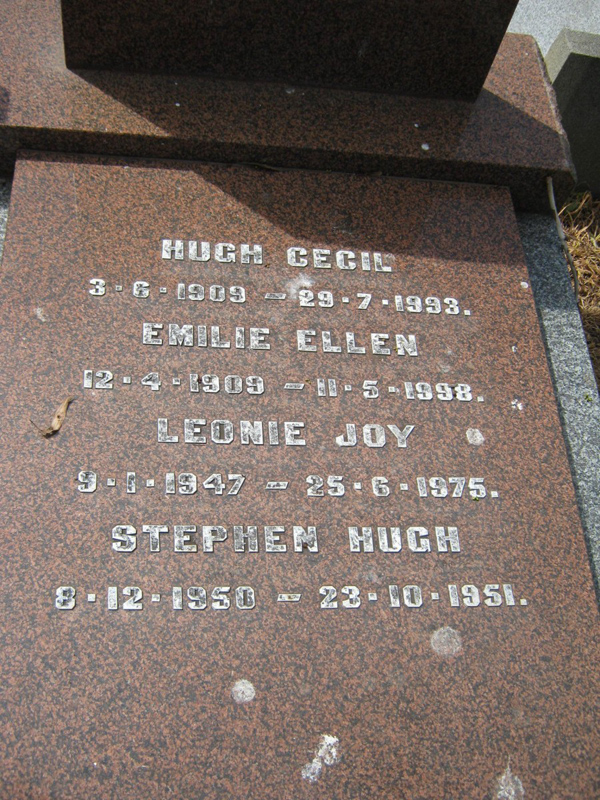 HUGH CECIL
3·6·1909 – 29·7·1993.
EMILIE ELLEN
12·4·1909 – 11·5·1998.
LEONIE JOY
9·1·1947 – 25·6·1975.
STEPHEN HUGH
8·12·1950 – 23·10·1951.